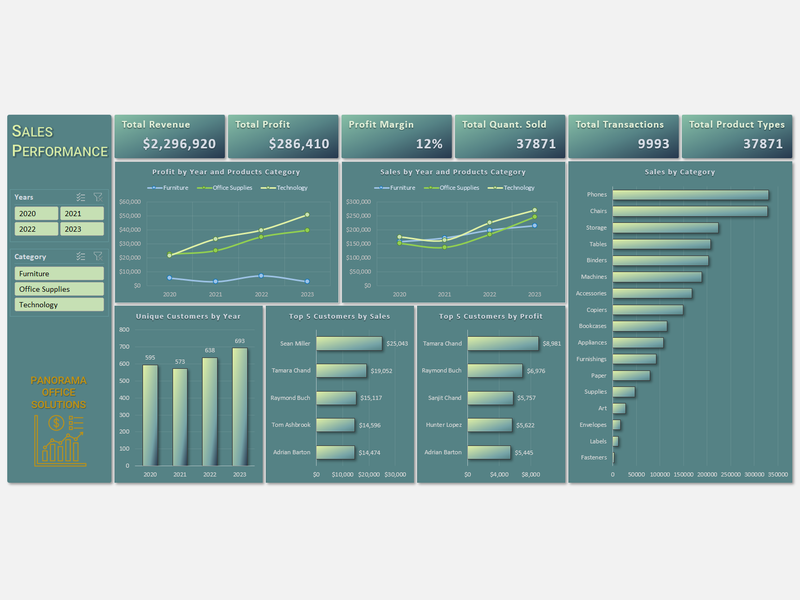 SALES
PERFORMANCE
Years
2020 2021
2022 2023
Category
Furniture
Office Supplies
Technology
PANORAMA
OFFICE
SOLUTIONS
$
Total Revenue
$2,296,920
Total Profit
$286,410
Profit Margin
12%
Total Quant. Sold
37871
Total Transactions
9993
Total Product Types
37871
Profit by Year and Products Category
Furniture Office Supplies Technology
$60,000
$50,000
$40,000
$30,000
$20,000
$10,000
$0
2020 2021 2022 2023
Sales by Year and Products Category
Furniture Office Supplies Technology
$300,000
$250,000
$200,000
$150,000
$100,000
$50,000
$0
2020 2021 2022 2023
Unique Customers by Year
800
700
600
500
400
300
200
100
0
595 573 638 693
2020 2021 2022 2023
Top 5 Customers by Sales
Sean Miller $25,043
Tamara Chand $19,052
Raymond Buch $15,117
Tom Ashbrook $14,596
Adrian Barton $14,474
$0 $10,000 $20,000 $30,000
Top 5 Customers by Profit
Tamara Chand $8,981
Raymond Buch $6,976
Sanjit Chand $5,757
Hunter Lopez $5,622
Adrian Barton $5,445
$0 $4,000 $8,000
Sales by Category
Phones
Chairs
Storage
Tables
Binders
Machines
Accessories
Copiers
Bookcases
Appliances
Furnishings
Paper
Supplies
Art
Envelopes
Labels
Fasteners
0 50000 100000 150000 200000 250000 300000 350000